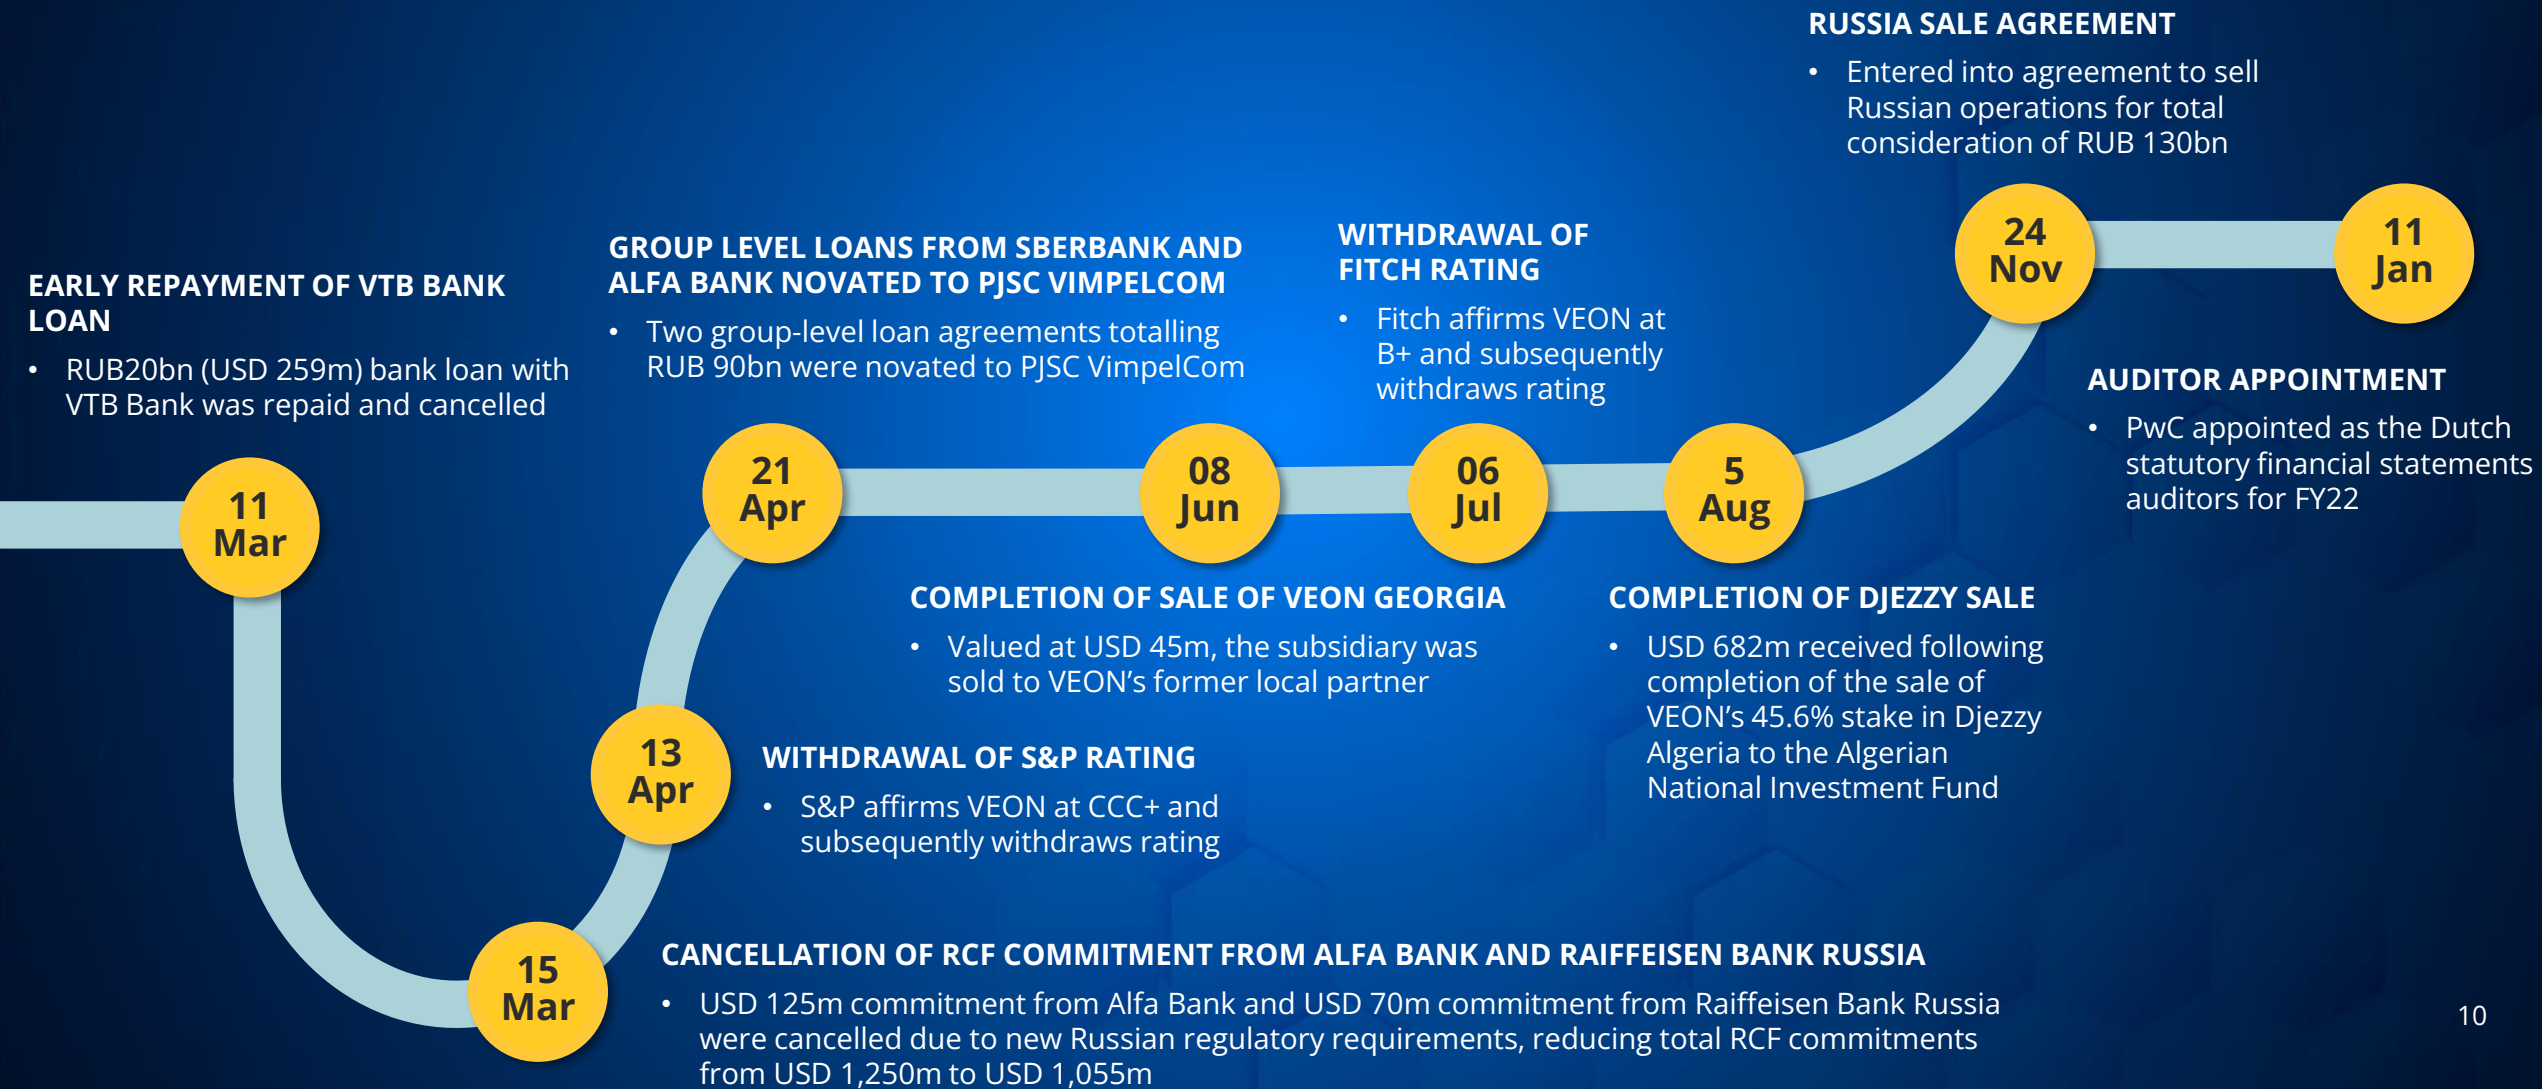 RUSSIA SALE AGREEMENT
• Entered into agreement to sell
Russian operations for total
consideration of RUB 130bn
24
Nov
11
Jan
AUDITOR APPOINTMENT
• PwC appointed as the Dutch
statutory financial statements
auditors for FY22
EARLY REPAYMENT OF VTB BANK
LOAN
• RUB20bn (USD 259m) bank loan with
VTB Bank was repaid and cancelled
11
Mar
GROUP LEVEL LOANS FROM SBERBANK AND
ALFA BANK NOVATED TO PJSC VIMPELCOM
• Two group-level loan agreements totalling
RUB 90bn were novated to PJSC VimpelCom
21
Apr
08
Jun
WITHDRAWAL OF
FITCH RATING
• Fitch affirms VEON at
B+ and subsequently
withdraws rating
06
Jul
5
Aug
COMPLETION OF SALE OF VEON GEORGIA
• Valued at USD 45m, the subsidiary was
sold to VEON’s former local partner
COMPLETION OF DJEZZY SALE
• USD 682m received following
completion of the sale of
VEON’s 45.6% stake in Djezzy
Algeria to the Algerian
National Investment Fund
13
Apr
WITHDRAWAL OF S&P RATING
• S&P affirms VEON at CCC+ and
subsequently withdraws rating
15
Mar
CANCELLATION OF RCF COMMITMENT FROM ALFA BANK AND RAIFFEISEN BANK RUSSIA
• USD 125m commitment from Alfa Bank and USD 70m commitment from Raiffeisen Bank Russia
were cancelled due to new Russian regulatory requirements, reducing total RCF commitments
from USD 1,250m to USD 1,055m
10